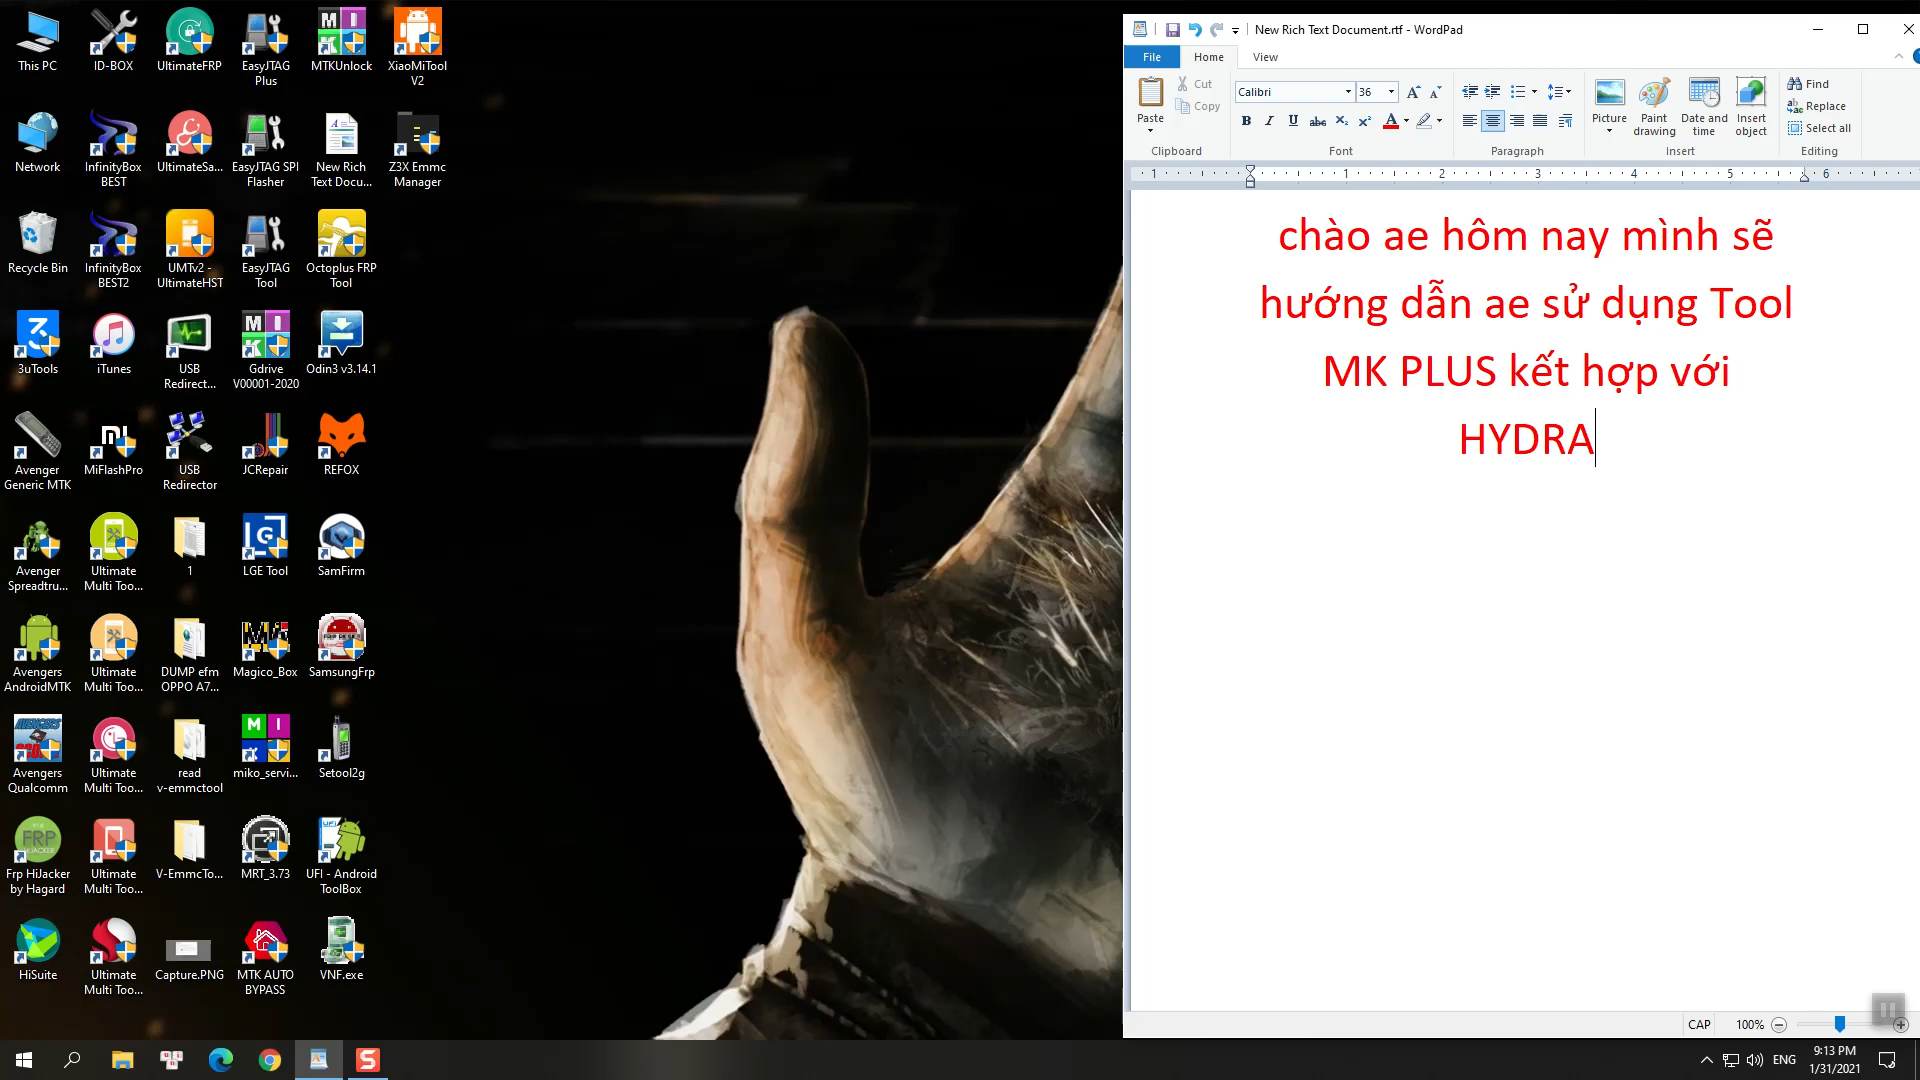 This PC
ID-BOX
UltimateFRP
EasyJTAG
Plus
MTKUnlock
XiaoMiTool
V2
Network
InfinityBox
BEST
UltimateSa...
EasyJTAG SPI
Flasher
New Rich
Text Docu...
Z3X Emmc
Manager
Recycle Bin
InfinityBox
BEST2
UMTv2 -
UltimateHST
EasyJTAG
Tool
Octoplus FRP
Tool
3uTools
iTunes
USB
Redirect...
Gdrive
V00001-2020
Odin3 v3.14.1
Avenger
Generic MTK
MiFlashPro
USB
Redirector
JCRepair
REFOX
Avenger
Spreadtru...
Ultimate
Multi Too...
1
LGE Tool
SamFirm
Avengers
AndroidMTK
Ultimate
Multi Too...
DUMP efm
OPPO A7...
Magico_Box
SamsungFrp
Avengers
Qualcomm
Ultimate
Multi Too...
read
v-emmctool
miko_servi...
Setool2g
Frp HiJacker
by Hagard
Ultimate
Multi Too...
V-EmmcTo...
MRT_3.73
UFI - Android
ToolBox
HiSuite
Ultimate
Multi Too...
Capture.PNG
MTK AUTO
BYPASS
VNF.exe
New Rich Text Document.rtf - WordPad
File Home View
Paste
Cut
Copy
Clipboard
Calibri 36
Font
Paragraph
Picture
Paint
drawing
Date and
time
Insert
object
Insert
Find
Replace
Select all
Editing
1 1 2 3 4 5 6
chào ae hôm nay mình sẽ
hướng dẫn ae sử dụng Tool
MK PLUS kết hợp với
HYDRA
CAP 100%
ENG
9:13 PM
1/31/2021